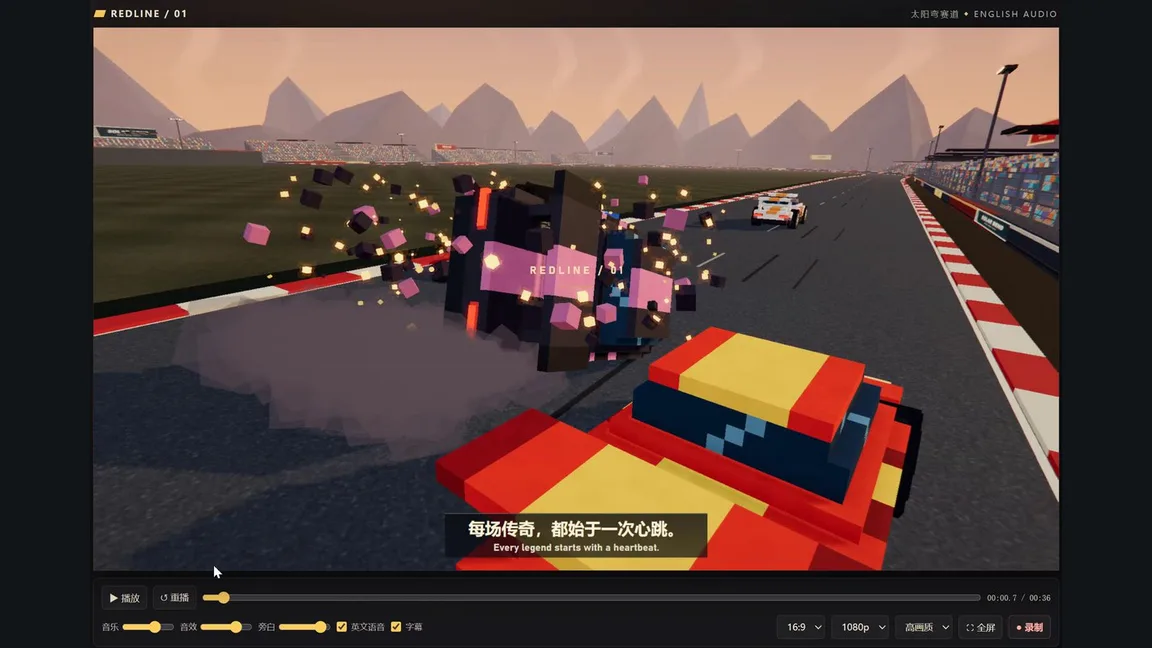 REDLINE / 01
太阳弯赛道 • ENGLISH AUDIO
REDLINE / 01
每场传奇，都始于一次心跳。
Every legend starts with a heartbeat.
▶ 播放
↺ 重播
00:00.7 / 00:36
音乐
音效
旁白
英文语音
字幕
16:9
1080p
高画质
全屏
录制